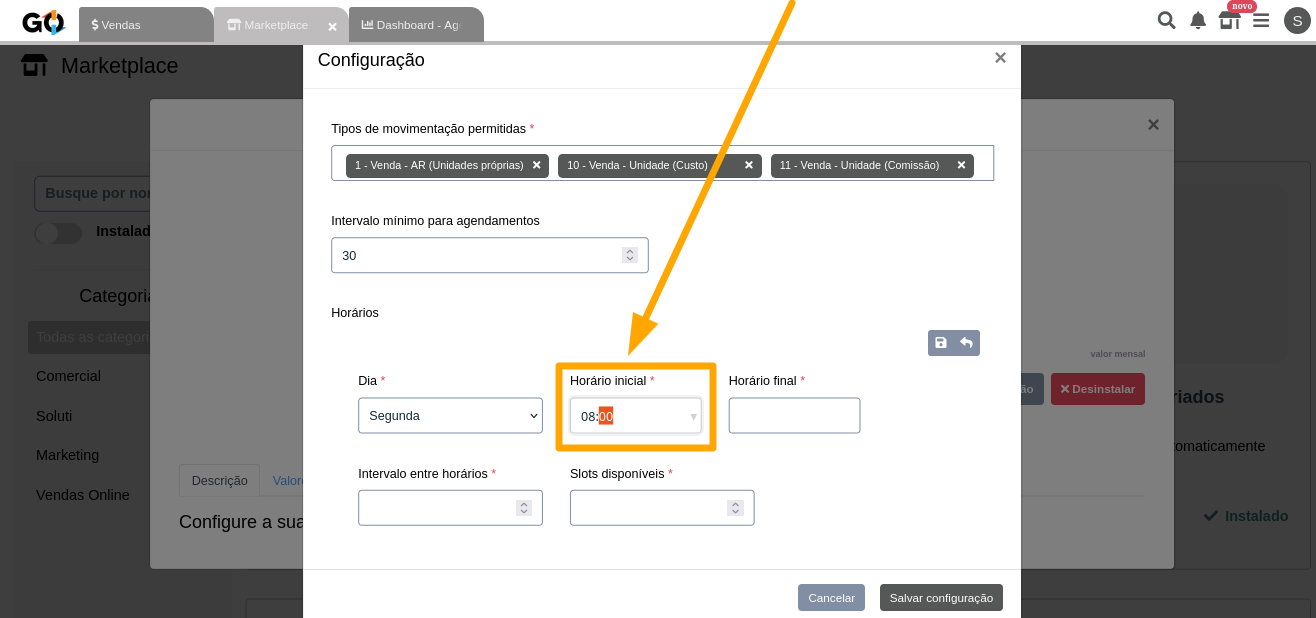 GO
$ Vendas
Marketplace
Dashboard - Ag
novo
S
Marketplace
Configuração
Tipos de movimentação permitidas *
1 - Venda - AR (Unidades próprias)
10 - Venda - Unidade (Custo)
11 - Venda - Unidade (Comissão)
Busque por nor
Instalad
Intervalo mínimo para agendamentos
30
Categoria
Horários
Todas as categori
valor mensal
Comercial
Dia *
Horário inicial *
Horário final *
ão
Desinstalar
riados
Soluti
Segunda
08:00
omaticamente
Marketing
Intervalo entre horários *
Slots disponíveis *
Descrição
Valore
Vendas Online
Configure a sua
Instalado
Cancelar
Salvar configuração